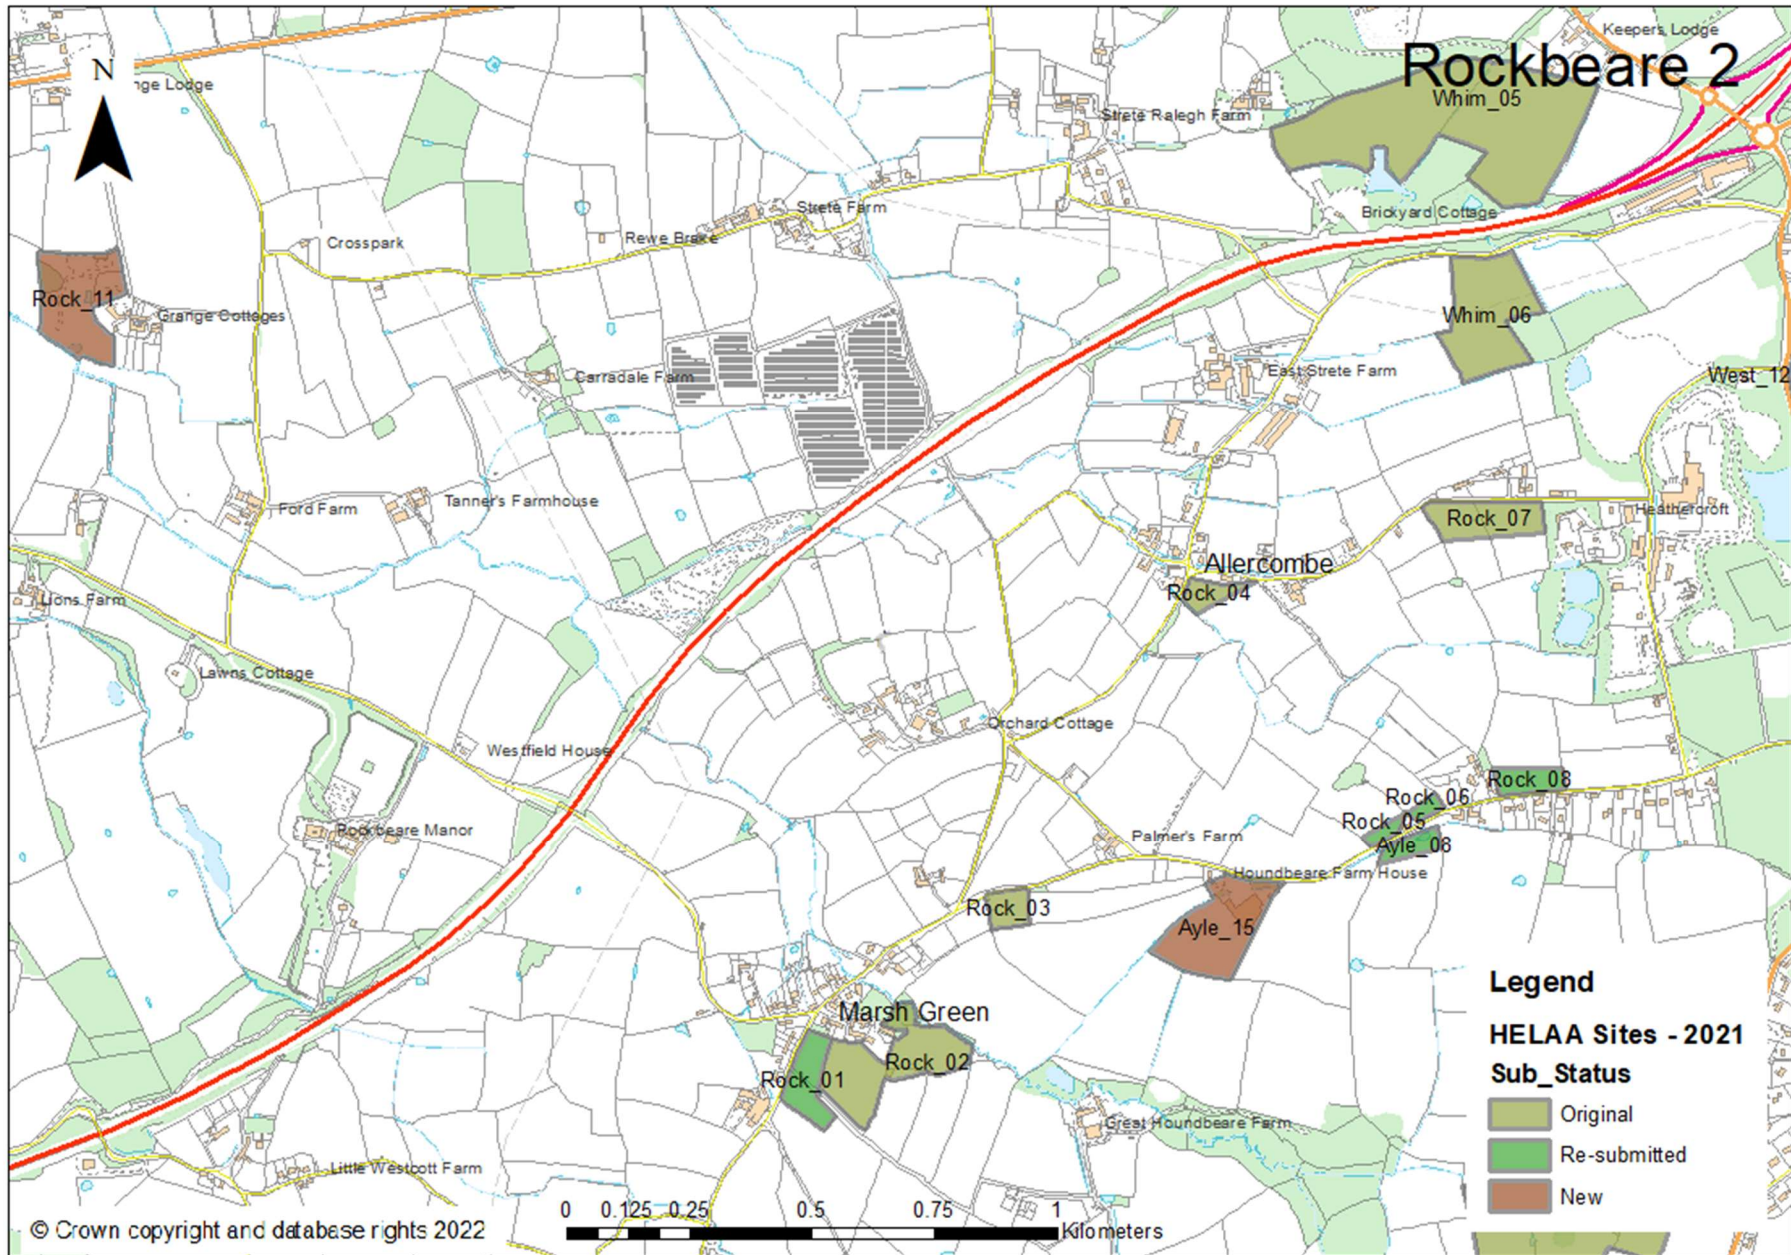 Keepers Lodge
Rockbeare 2
N
nge Lodge
Whim_05
Strete Ralegh Farm
Strete Farm
Brickyard Cottage
Rewe Brake
Crosspark
Rock_11
Grange Cottages
Whim_06
Carradale Farm
East Strete Farm
West_12
Tanner's Farmhouse
Ford Farm
Rock_07
Heathercroft
Allercombe
Rock_04
Lions Farm
Lawns Cottage
Orchard Cottage
Westfield House
Rock_08
Rock_06
Rock_05
Rockbeare Manor
Palmer's Farm
Ayle_08
Houndbeare Farm House
Rock_03
Ayle_15
Marsh Green
Rock_02
Rock_01
Great Houndbeare Farm
Little Westcott Farm
Legend
HELAA Sites - 2021
Sub_Status
Original
Re-submitted
New
0 0.125 0.25 0.5 0.75 1
Kilometers
© Crown copyright and database rights 2022